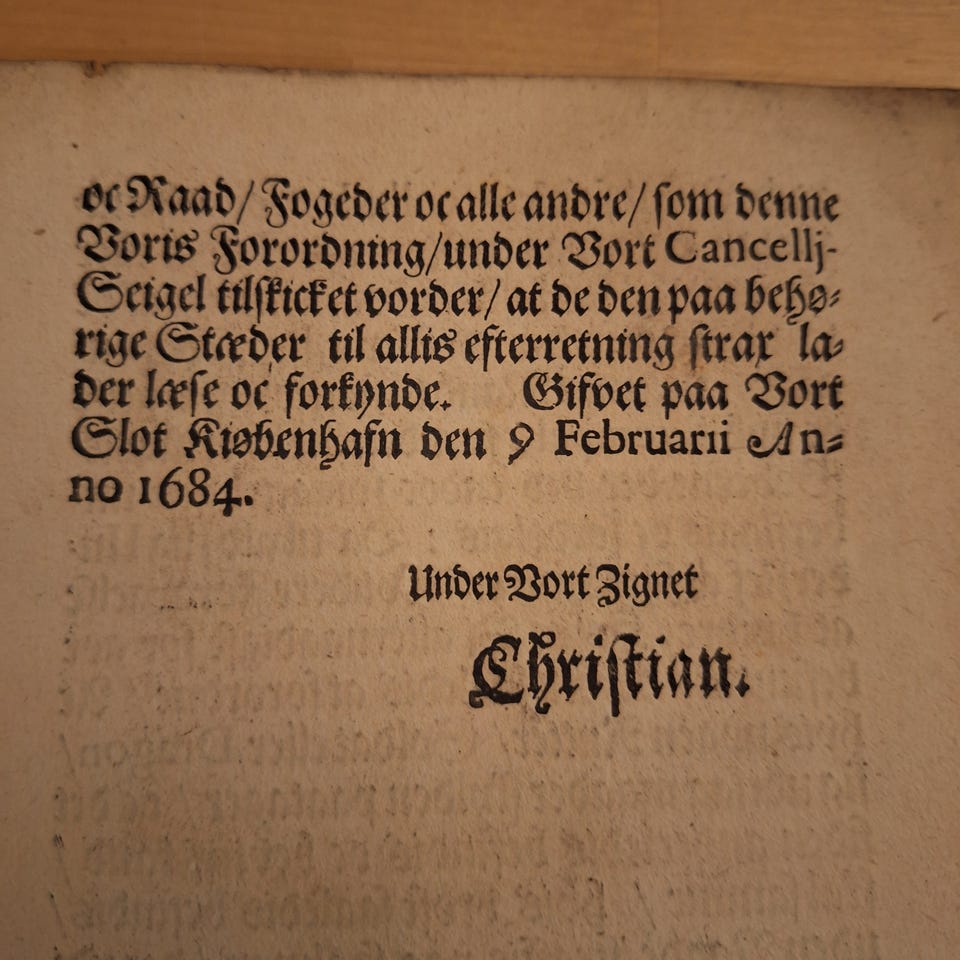 oc Raad/ Fogeder oc alle andre/ som denne
Voris Forordning/under Vort Cancellj-
Seigel tilskicket vorder/ at de den paa behø-
rige Stæder til allis efterretning strax la-
der læse oc forkynde. Gifvet paa Vort
Slot Kiøbenhafn den 9 Februarii An-
no 1684.
Under Vort Zignet
Christian.